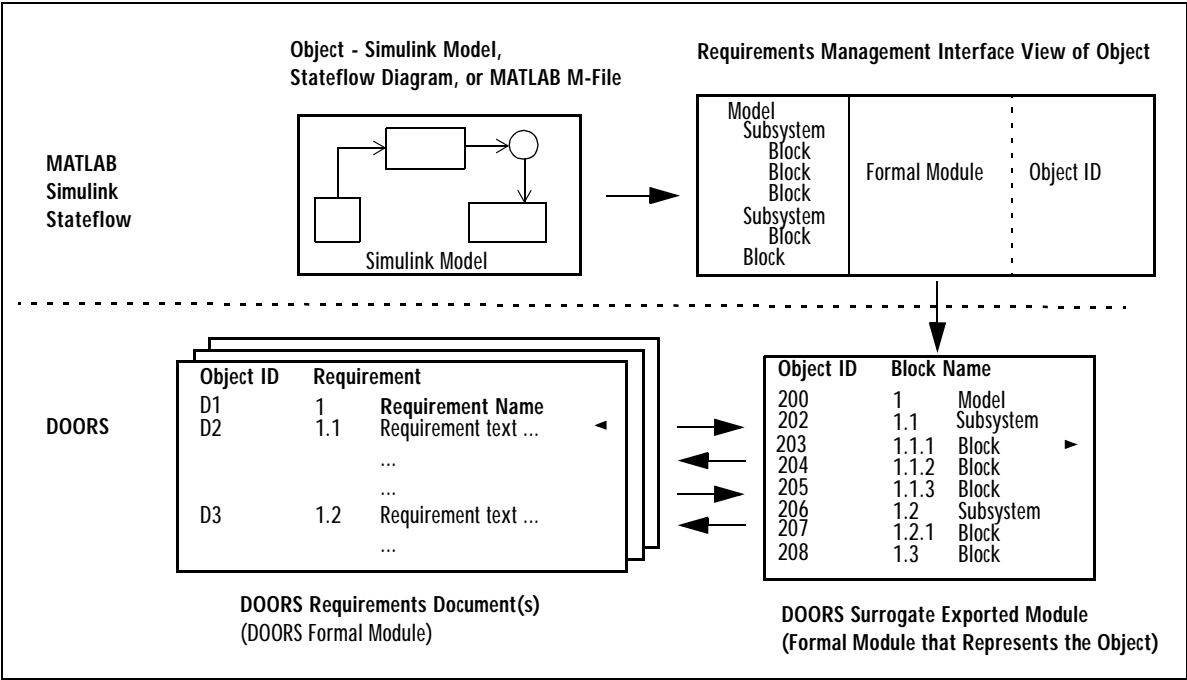 Object - Simulink Model,
Stateflow Diagram, or MATLAB M-File
Requirements Management Interface View of Object
MATLAB
Simulink
Stateflow
Simulink Model
Model
Subsystem
Block
Block
Block
Subsystem
Block
Block
Formal Module
Object ID
DOORS
Object ID Requirement
D1 1 Requirement Name
D2 1.1 Requirement text ...
...
...
D3 1.2 Requirement text ...
...
DOORS Requirements Document(s)
(DOORS Formal Module)
Object ID Block Name
200 1 Model
202 1.1 Subsystem
203 1.1.1 Block
204 1.1.2 Block
205 1.1.3 Block
206 1.2 Subsystem
207 1.2.1 Block
208 1.3 Block
DOORS Surrogate Exported Module
(Formal Module that Represents the Object)